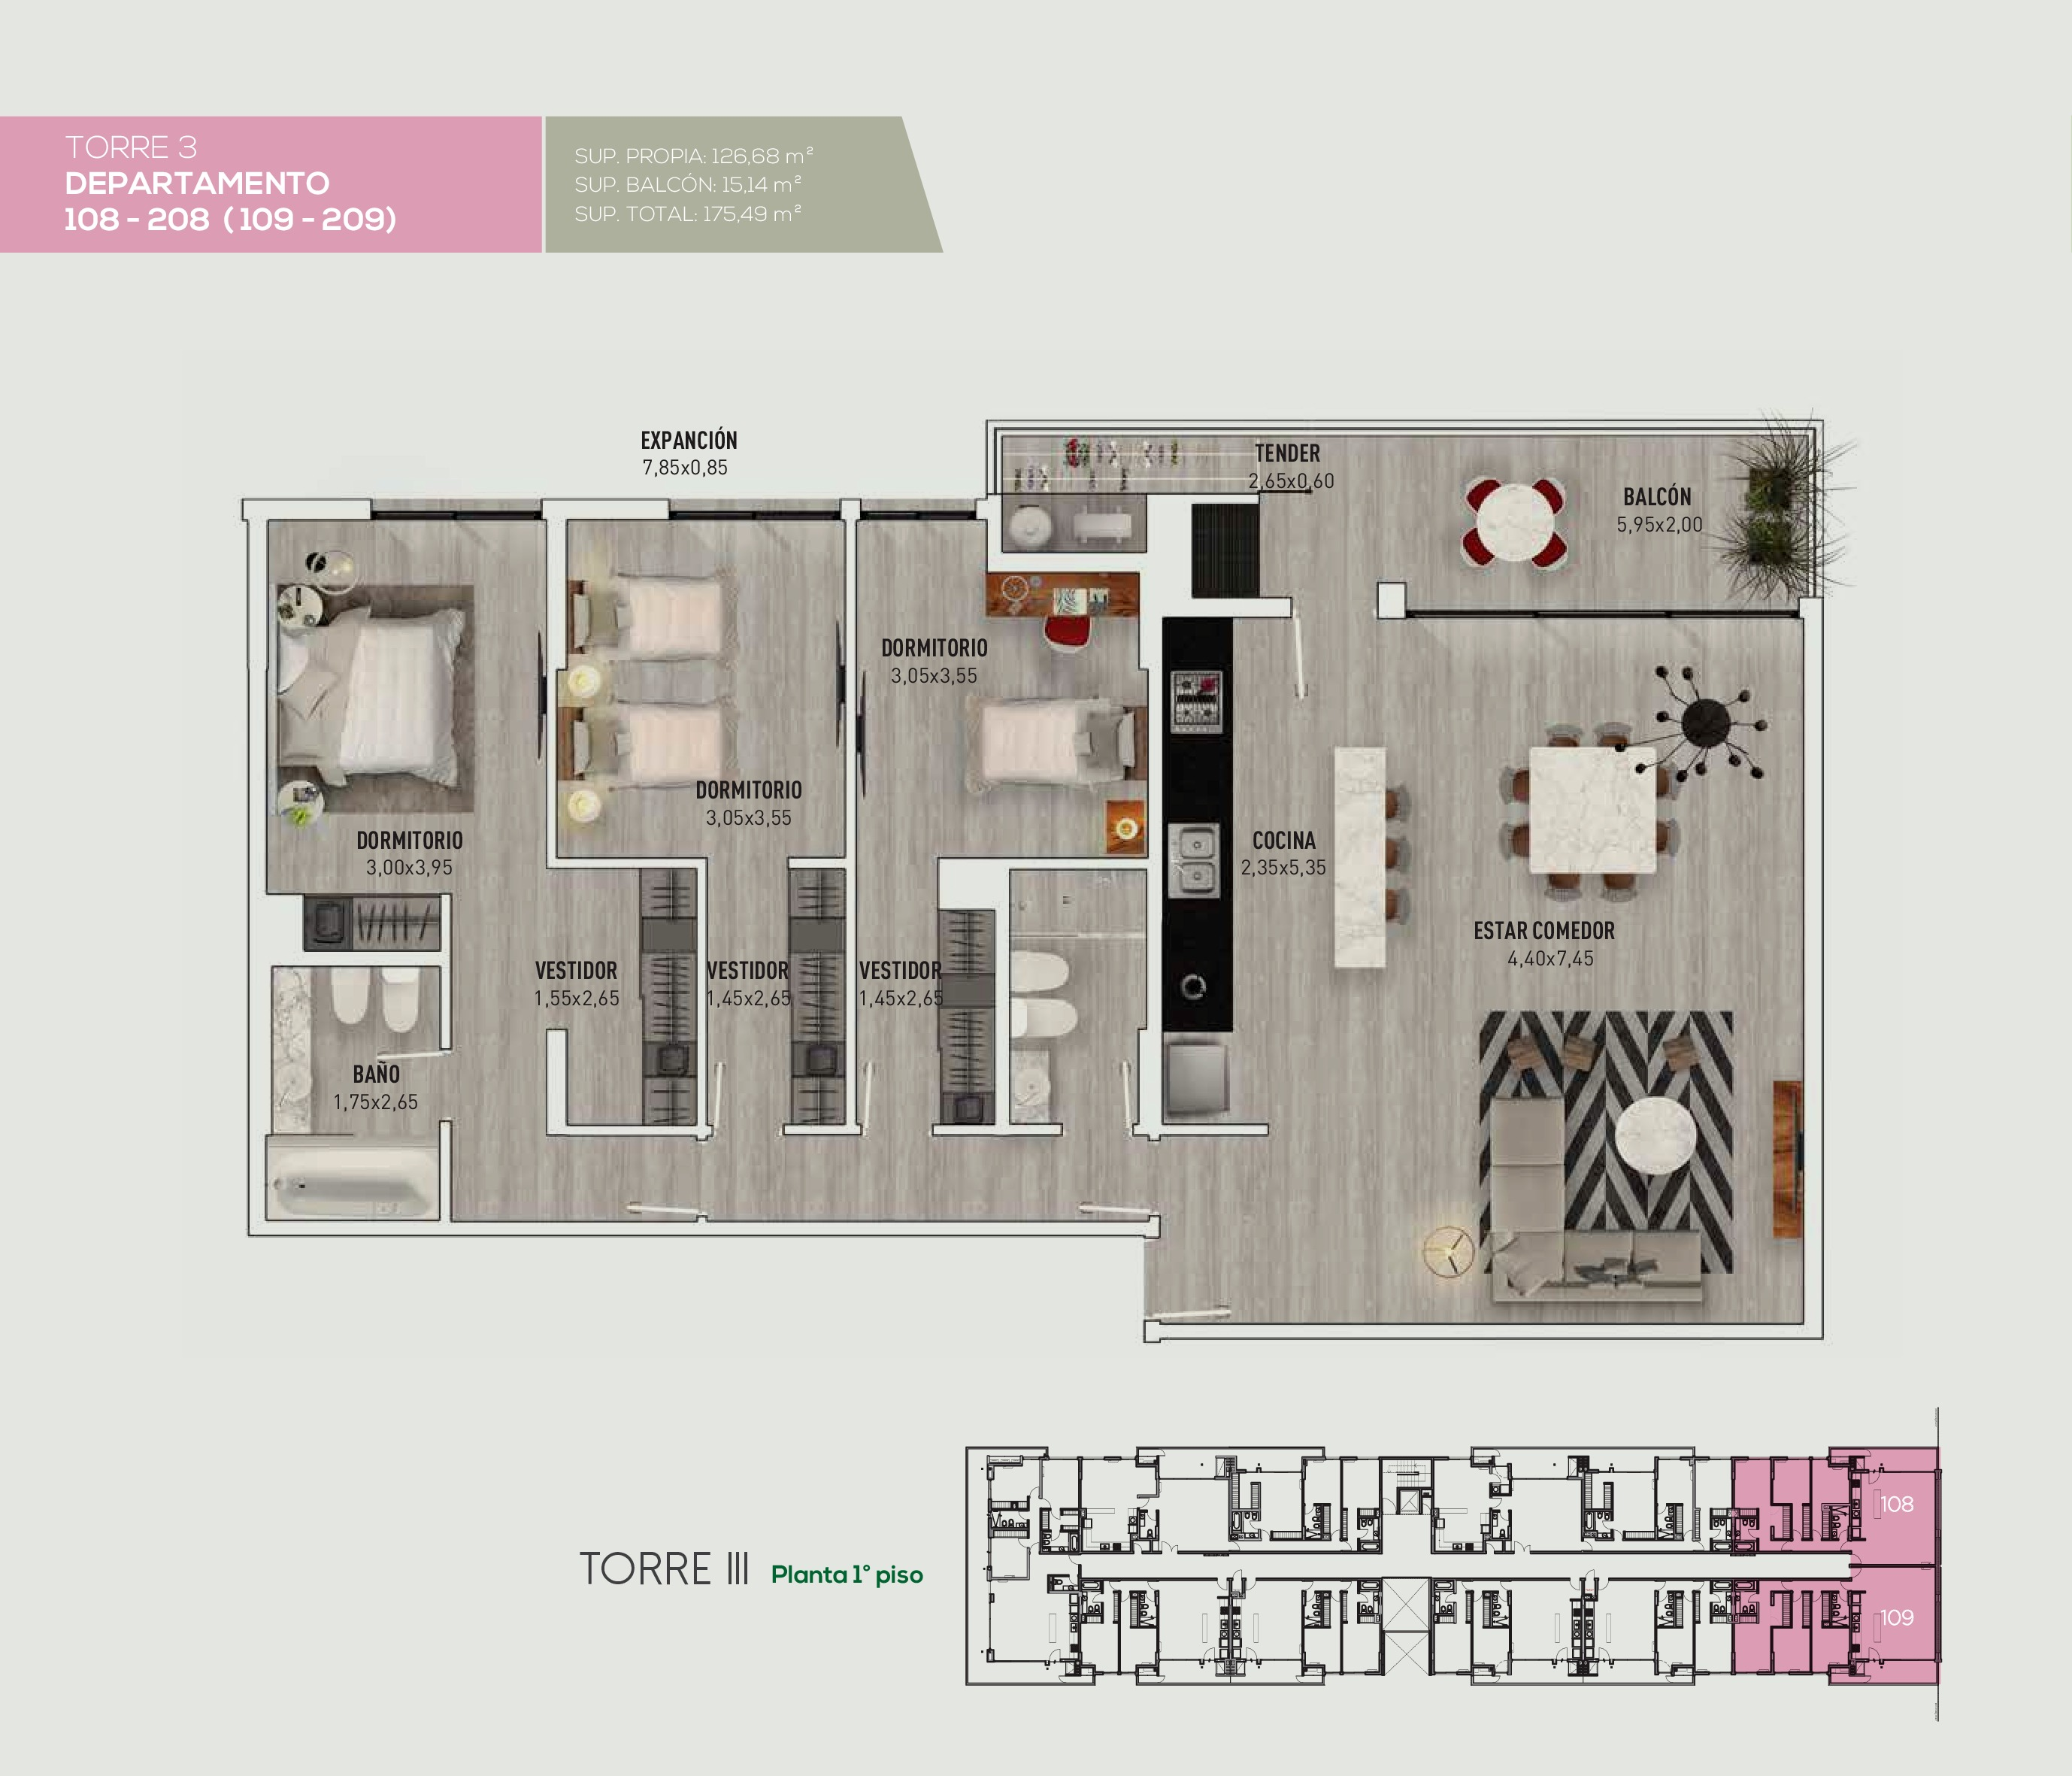 TORRE 3
DEPARTAMENTO
108 - 208 (109 - 209)
SUP. PROPIA: 126,68 m²
SUP. BALCÓN: 15,14 m²
SUP. TOTAL: 175,49 m²
EXPANCIÓN
7,85x0,85
TENDER
2,65x0,60
BALCÓN
5,95x2,00
DORMITORIO
3,05x3,55
DORMITORIO
3,05x3,55
DORMITORIO
3,00x3,95
COCINA
2,35x5,35
ESTAR COMEDOR
4,40x7,45
VESTIDOR
1,55x2,65
VESTIDOR
1,45x2,65
VESTIDOR
1,45x2,65
BAÑO
1,75x2,65
TORRE III Planta 1° piso
108
109